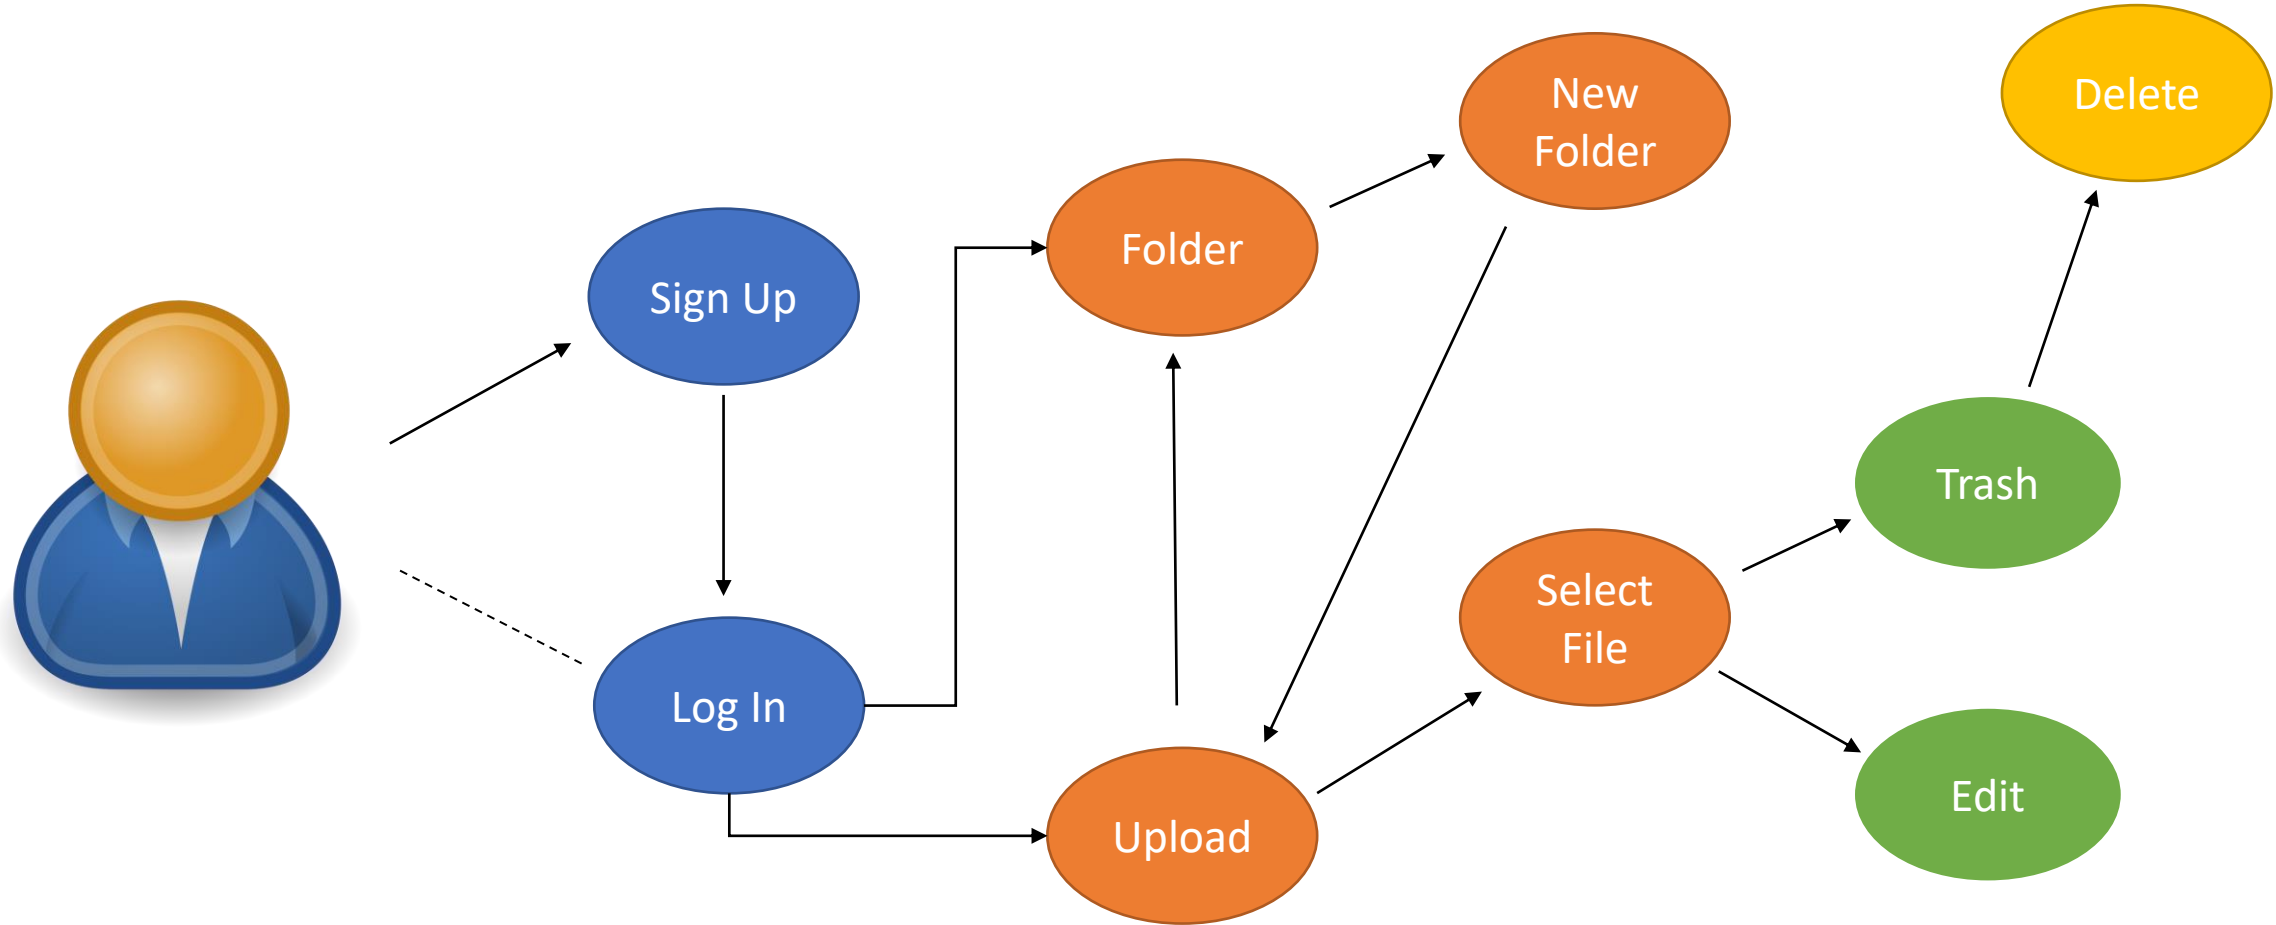 Sign Up
Log In
Folder
Upload
New
Folder
Select
File
Trash
Edit
Delete